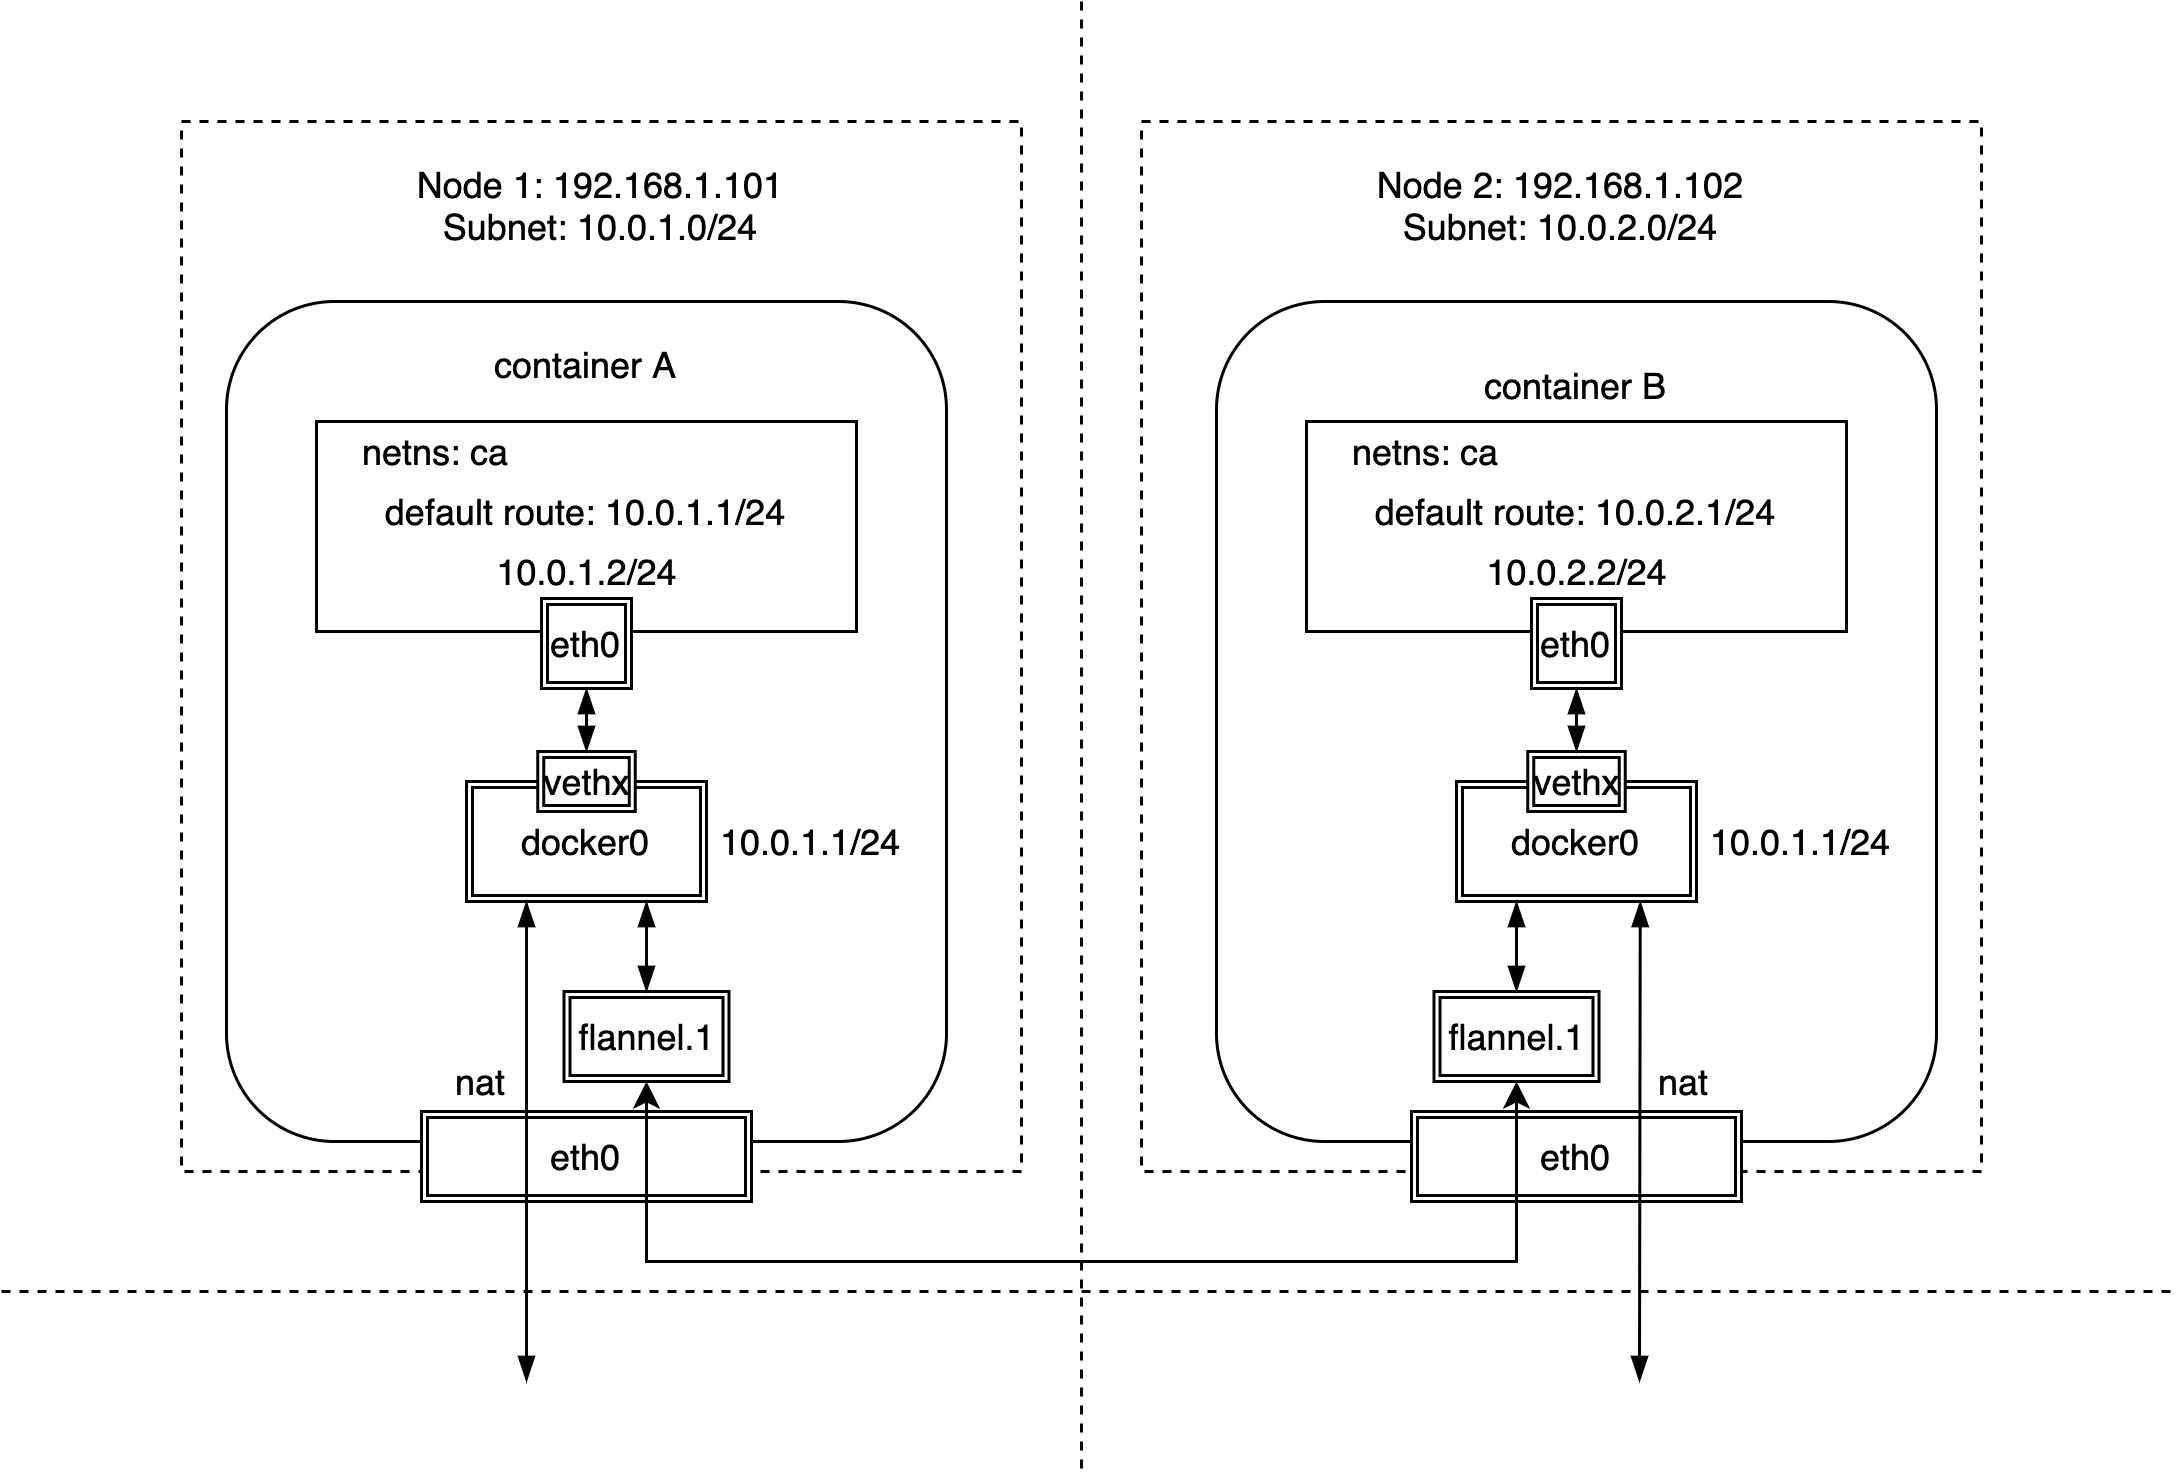 Node 1: 192.168.1.101
Subnet: 10.0.1.0/24
container A
netns: ca
default route: 10.0.1.1/24
10.0.1.2/24
eth0
vethx
docker0
10.0.1.1/24
flannel.1
nat
eth0
Node 2: 192.168.1.102
Subnet: 10.0.2.0/24
container B
netns: ca
default route: 10.0.2.1/24
10.0.2.2/24
eth0
vethx
docker0
10.0.1.1/24
flannel.1
nat
eth0